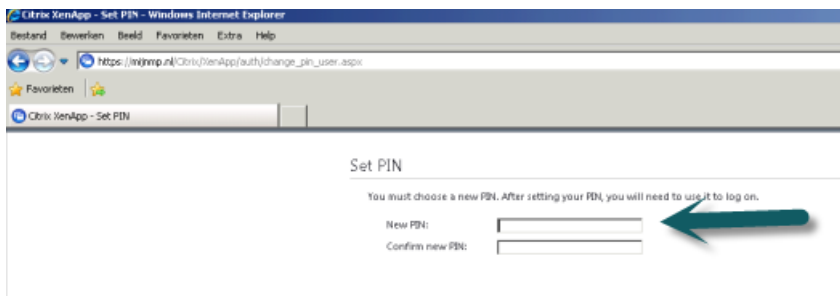 Citrix XenApp - Set PIN - Windows Internet Explorer
Bestand Bewerken Beeld Favorieten Extra Help
https://mijnmp.nl/Citrix/XenApp/auth/change_pin_user.aspx
Favorieten
Citrix XenApp - Set PIN
Set PIN
You must choose a new PIN. After setting your PIN, you will need to use it to log on.
New PIN:
Confirm new PIN: